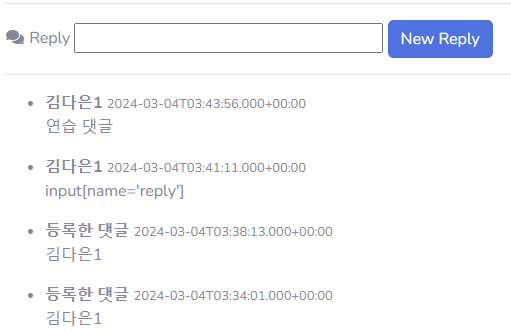 Reply New Reply
김다은1 2024-03-04T03:43:56.000+00:00
연습 댓글
김다은1 2024-03-04T03:41:11.000+00:00
input[name='reply']
등록한 댓글 2024-03-04T03:38:13.000+00:00
김다은1
등록한 댓글 2024-03-04T03:34:01.000+00:00
김다은1